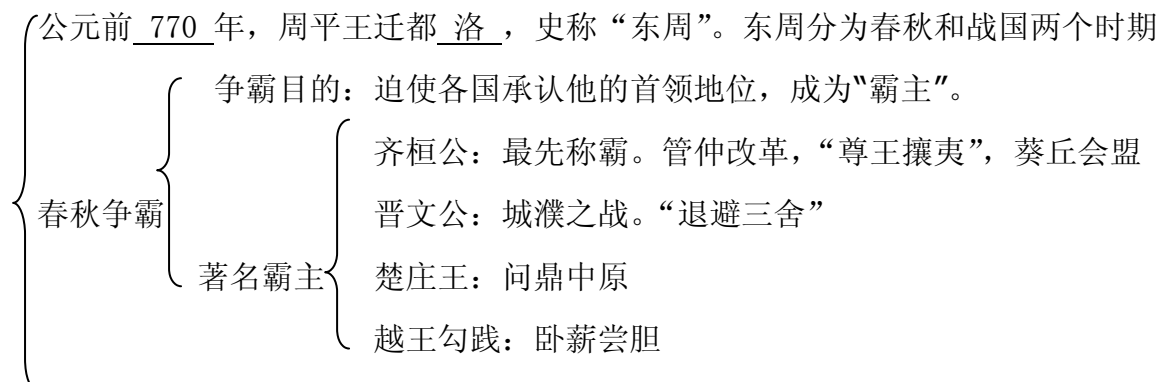 公元前 770 年，周平王迁都 洛 ，史称“东周”。东周分为春秋和战国两个时期
争霸目的：迫使各国承认他的首领地位，成为“霸主”。
齐桓公：最先称霸。管仲改革，“尊王攘夷”，葵丘会盟
春秋争霸
晋文公：城濮之战。“退避三舍”
著名霸主
楚庄王：问鼎中原
越王勾践：卧薪尝胆